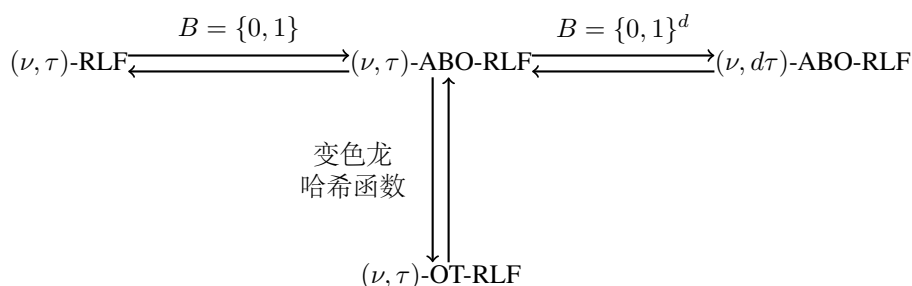 B = {0, 1} B = {0, 1}^d
(ν, τ)-RLF (ν, τ)-ABO-RLF (ν, dτ)-ABO-RLF
变色龙
哈希函数
(ν, τ)-OT-RLF